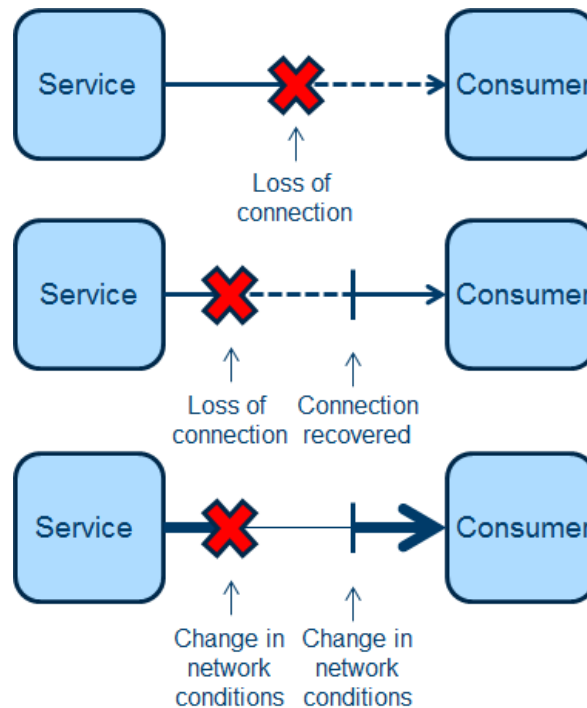 Service
Consumer
Loss of
connection
Service
Consumer
Loss of
connection
Connection
recovered
Service
Consumer
Change in
network
conditions
Change in
network
conditions